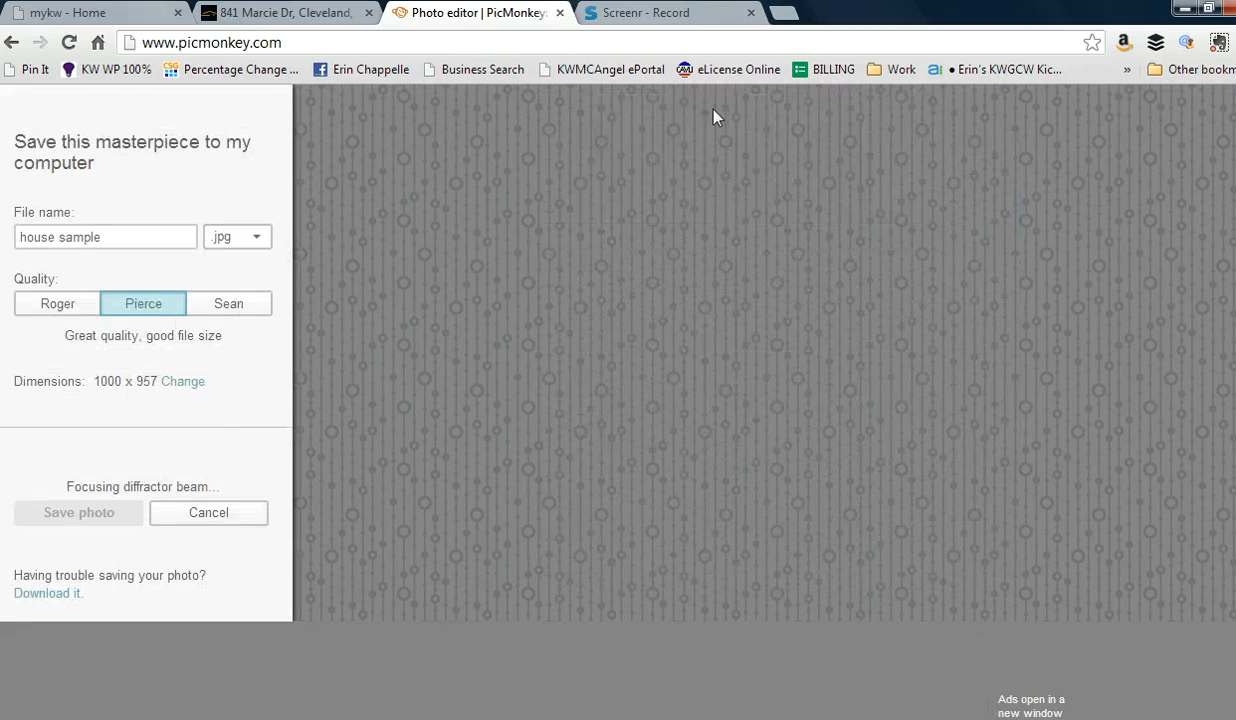 mykw - Home
841 Marcie Dr, Cleveland,
Photo editor | PicMonkey:
Screenr - Record
www.picmonkey.com
Pin It
KW WP 100%
Percentage Change ...
Erin Chappelle
Business Search
KWMCAngel ePortal
eLicense Online
BILLING
Work
• Erin's KWGCW Kic...
»
Other bookm
Save this masterpiece to my
computer
File name:
house sample
.jpg
Quality:
Roger
Pierce
Sean
Great quality, good file size
Dimensions: 1000 x 957 Change
Focusing diffractor beam...
Save photo
Cancel
Having trouble saving your photo?
Download it.
Ads open in a
new window